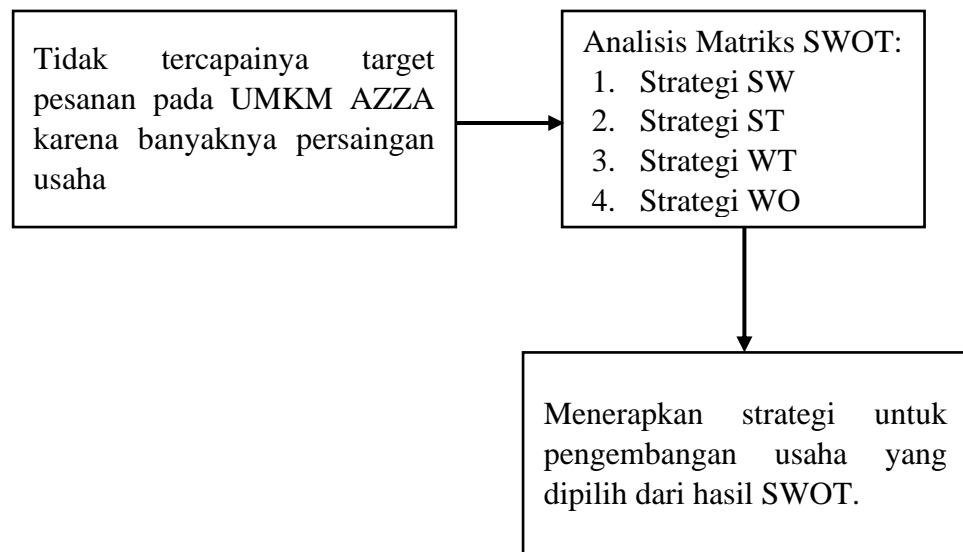 Tidak tercapainya target
pesanan pada UMKM AZZA
karena banyaknya persaingan
usaha
Analisis Matriks SWOT:
1. Strategi SW
2. Strategi ST
3. Strategi WT
4. Strategi WO
Menerapkan strategi untuk
pengembangan usaha yang
dipilih dari hasil SWOT.